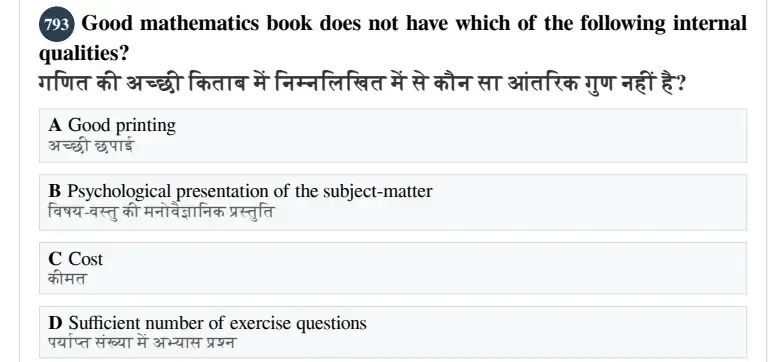 793 Good mathematics book does not have which of the following internal
qualities?
गणित की अच्छी किताब में निम्नलिखित में से कौन सा आंतरिक गुण नहीं है?
A Good printing
अच्छी छपाई
B Psychological presentation of the subject-matter
विषय-वस्तु की मनोवैज्ञानिक प्रस्तुति
C Cost
कीमत
D Sufficient number of exercise questions
पर्याप्त संख्या में अभ्यास प्रश्न